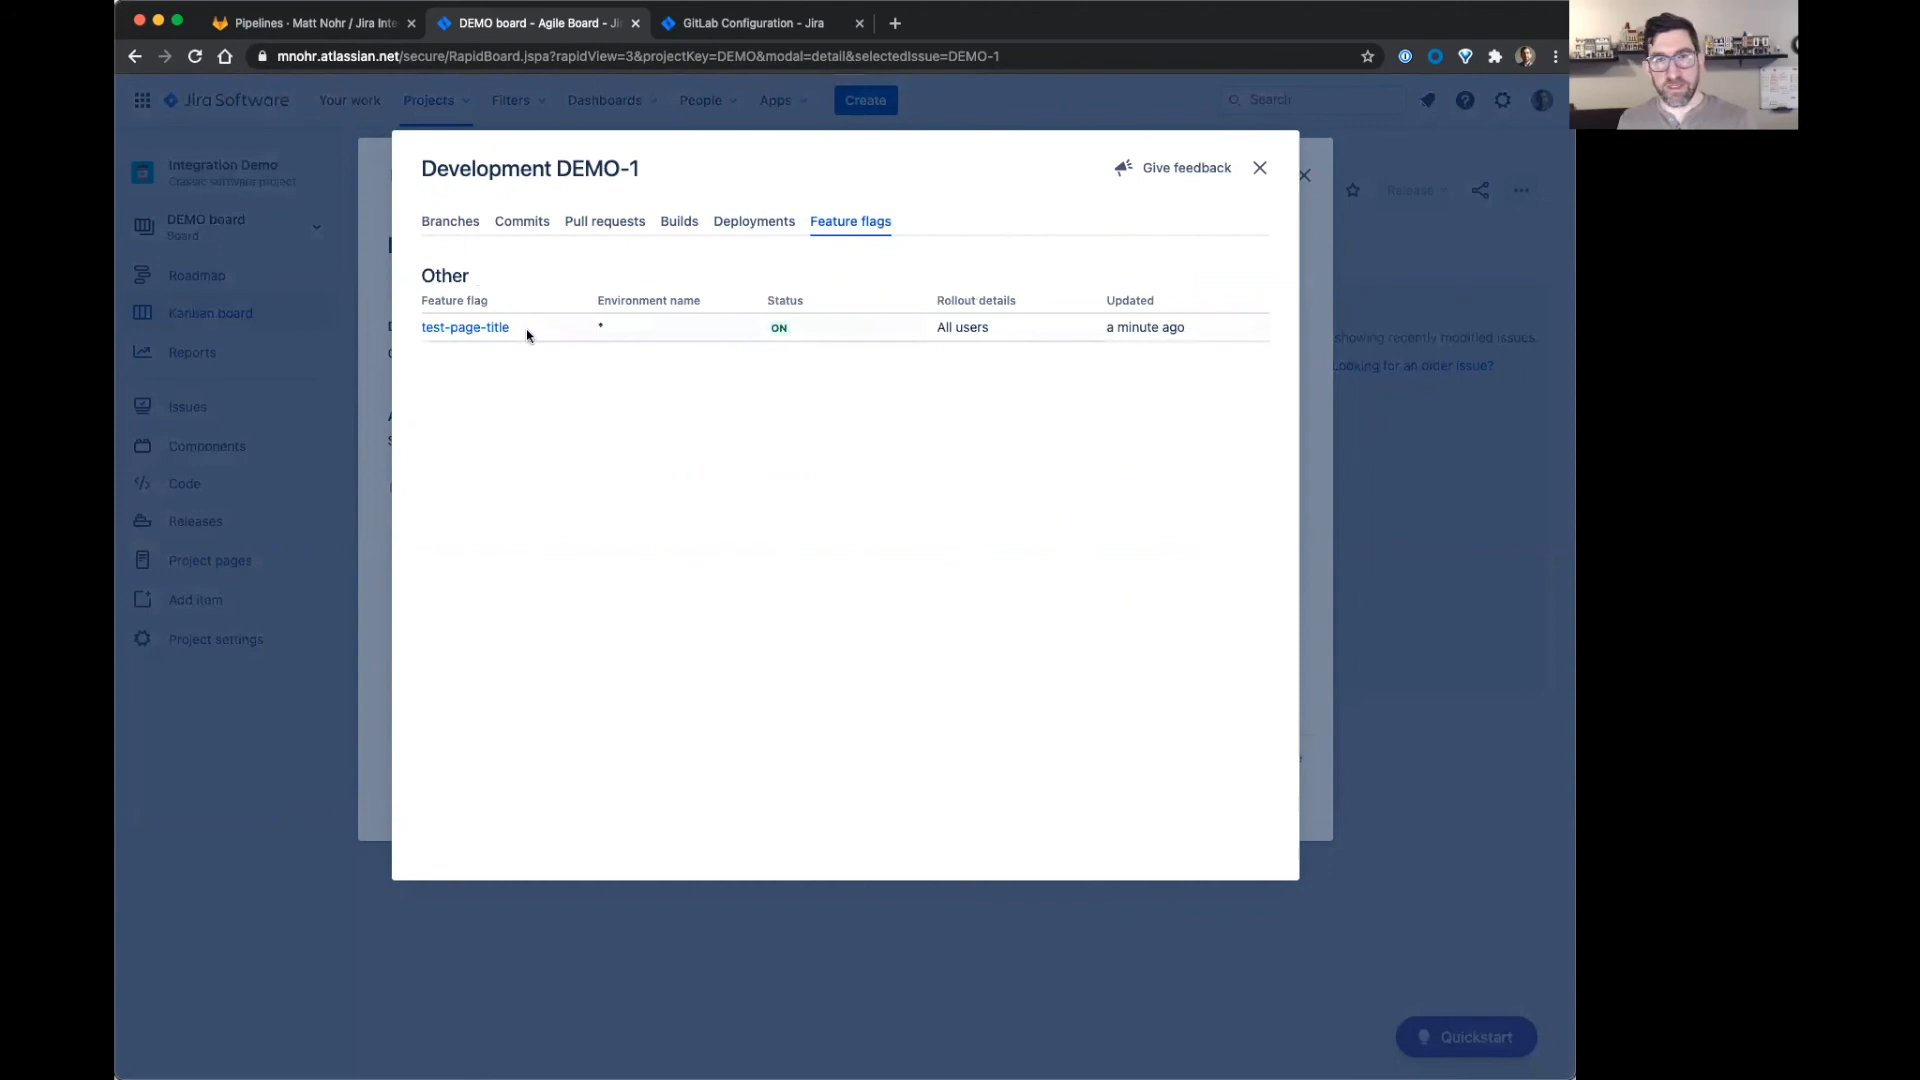 Pipelines · Matt Nohr / Jira Inte
DEMO board - Agile Board - Ji
GitLab Configuration - Jira
mnohr.atlassian.net/secure/RapidBoard.jspa?rapidView=3&projectKey=DEMO&modal=detail&selectedIssue=DEMO-1
Jira Software
Your work
Projects
Filters
Dashboards
People
Apps
Create
Search
Integration Demo
Classic software project
DEMO board
Board
Roadmap
Kanban board
Reports
Issues
Components
Code
Releases
Project pages
Add item
Project settings
Release
Development DEMO-1
Give feedback
Branches
Commits
Pull requests
Builds
Deployments
Feature flags
Other
Feature flag Environment name Status Rollout details Updated
test-page-title * ON All users a minute ago
showing recently modified issues.
Looking for an older issue?
Quickstart